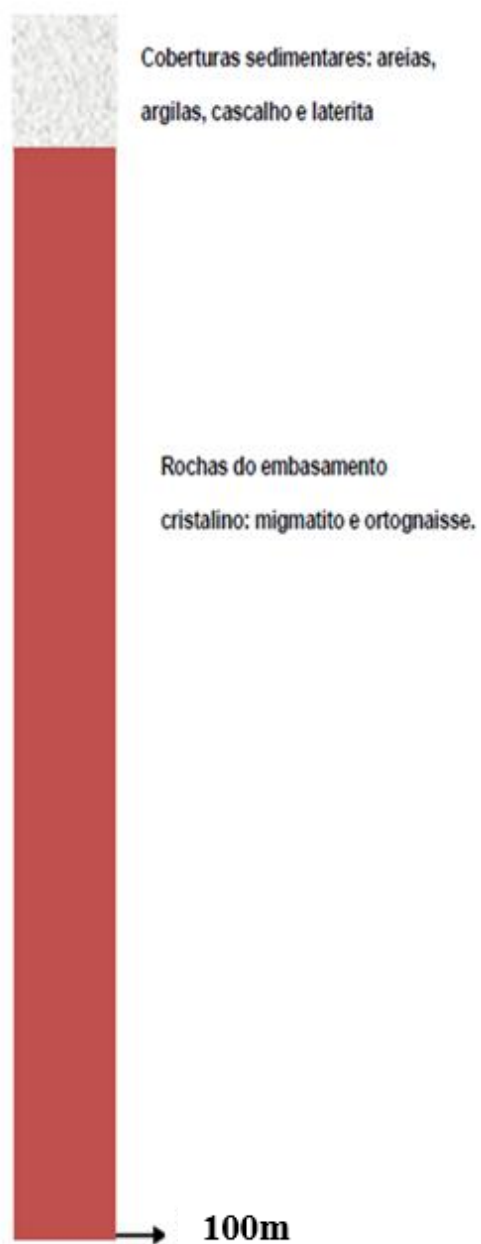 Coberturas sedimentares: areias,
argilas, cascalho e laterita
Rochas do embasamento
cristalino: migmatito e ortognaisse.
100m